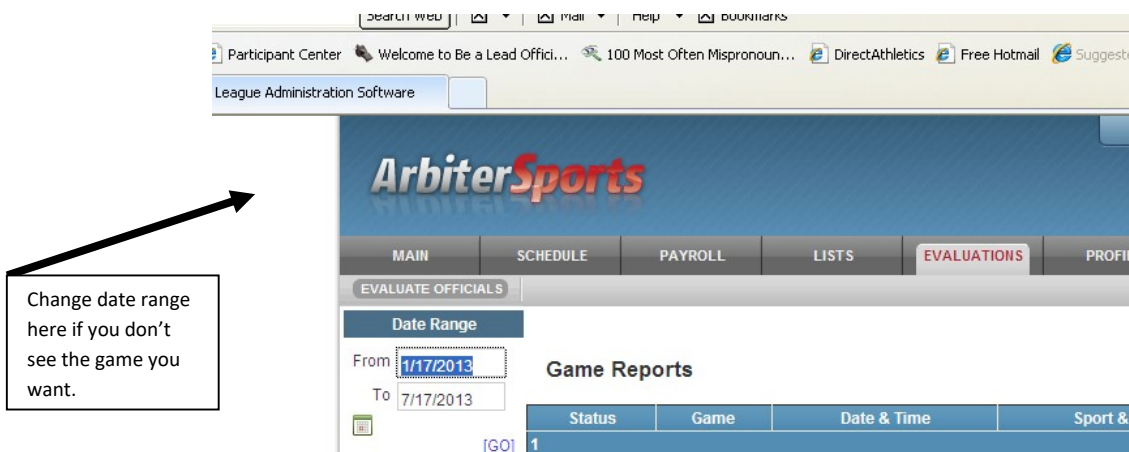 Search Web Mail Help Bookmarks
Participant Center Welcome to Be a Lead Offici... 100 Most Often Mispronoun... DirectAthletics Free Hotmail Suggeste
League Administration Software
ArbiterSports
MAIN SCHEDULE PAYROLL LISTS EVALUATIONS PROFI
EVALUATE OFFICIALS
Change date range
here if you don’t
see the game you
want.
Date Range
From 1/17/2013
To 7/17/2013
[GO]
Game Reports
Status Game Date & Time Sport &
1